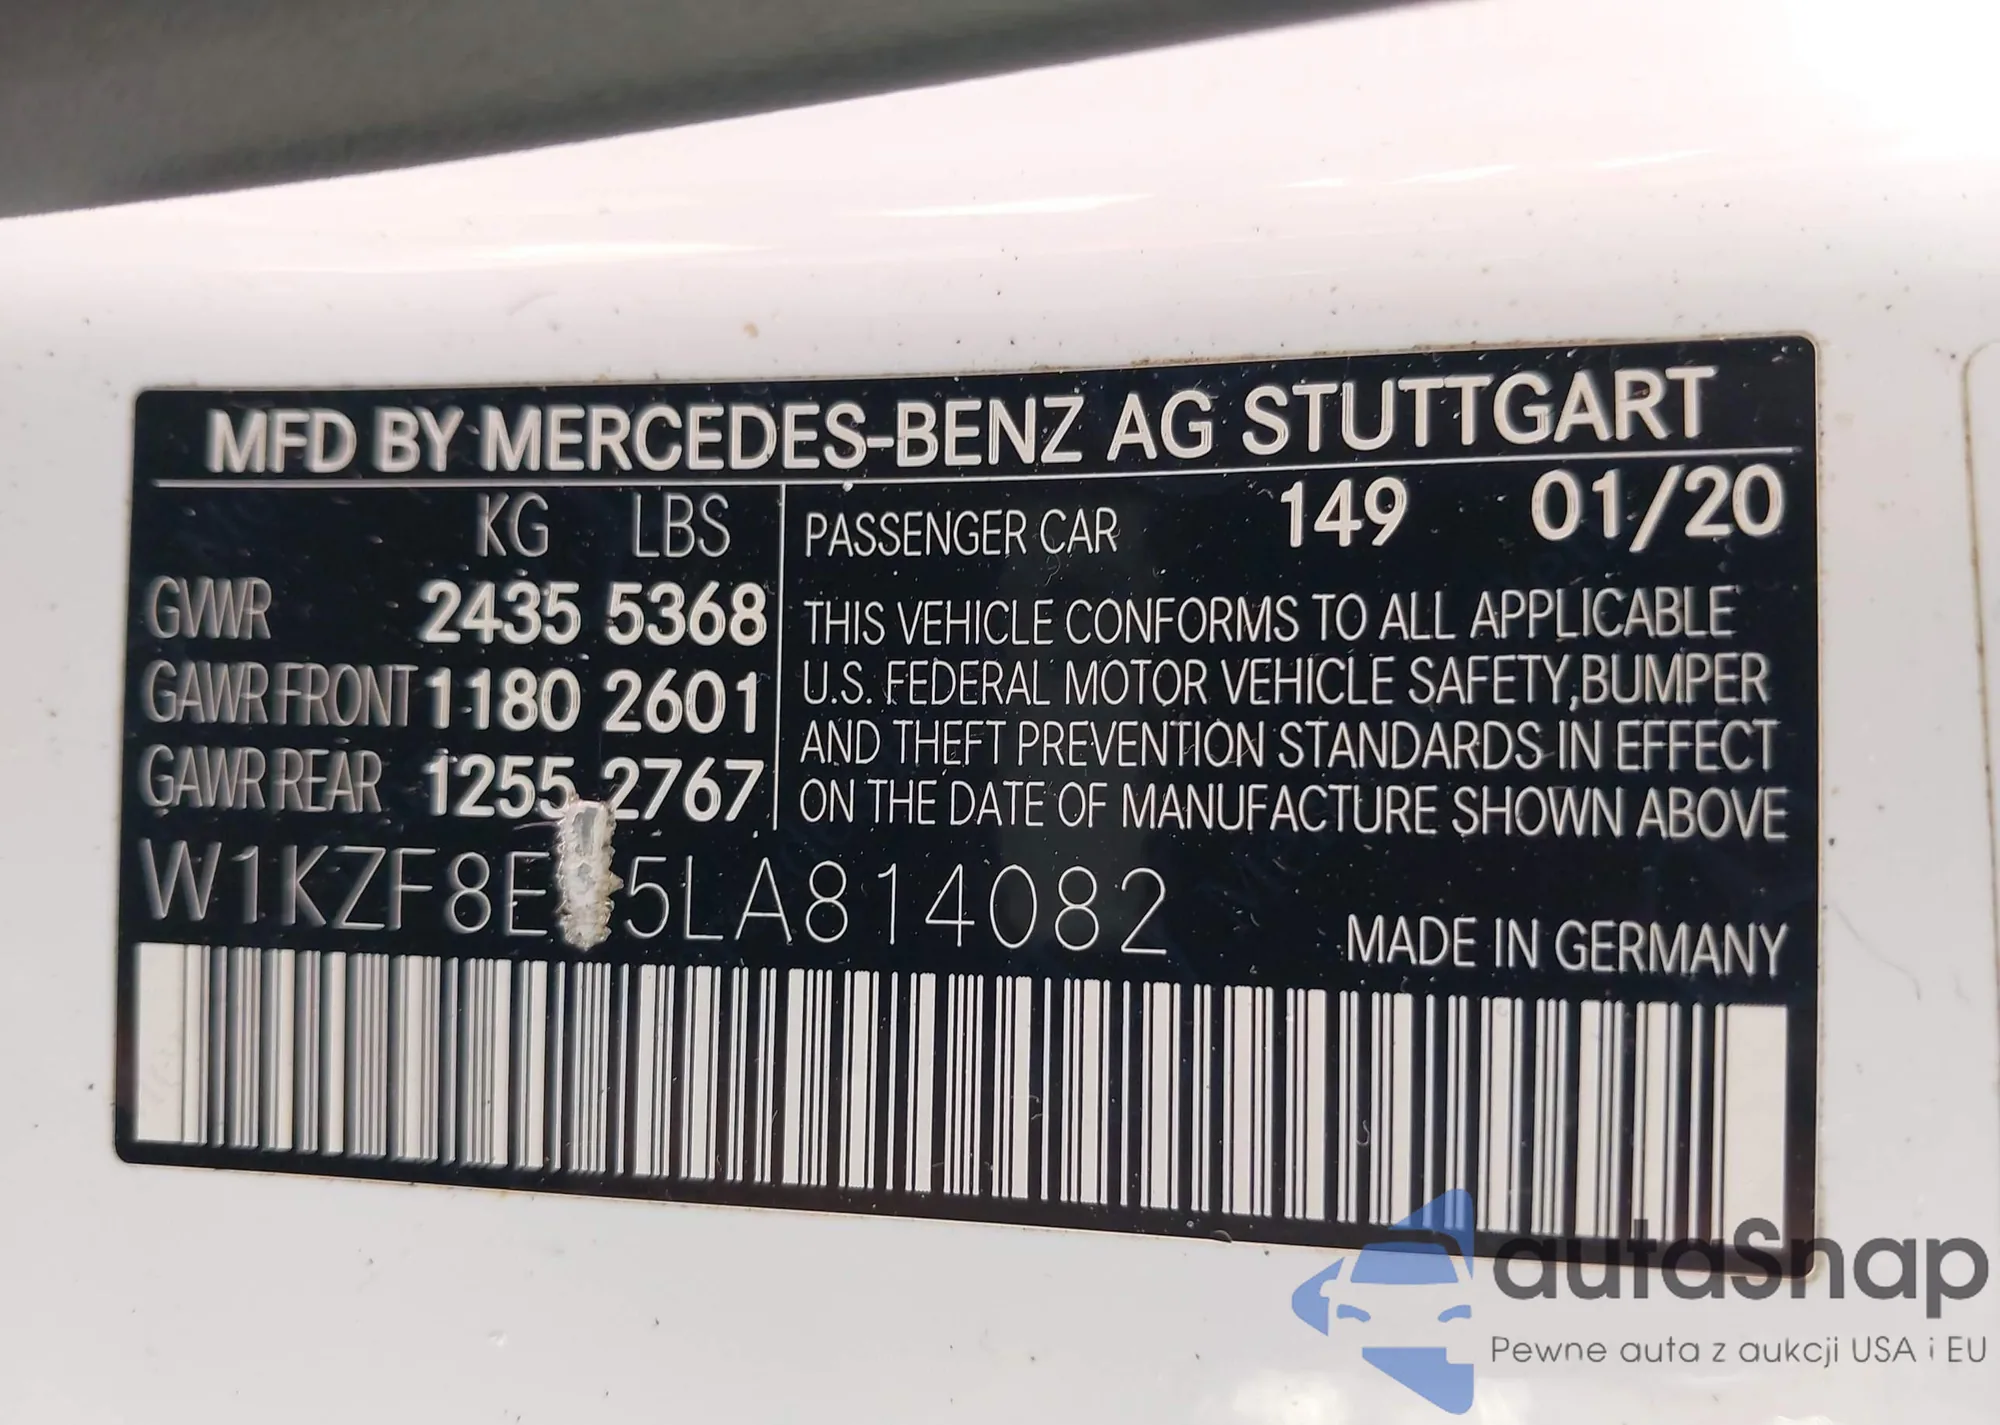 MFD BY MERCEDES-BENZ AG STUTTGART
KG LBS
GVWR 2435 5368
GAWR FRONT 1180 2601
GAWR REAR 1255 2767
PASSENGER CAR 149 01/20
THIS VEHICLE CONFORMS TO ALL APPLICABLE
U.S. FEDERAL MOTOR VEHICLE SAFETY,BUMPER
AND THEFT PREVENTION STANDARDS IN EFFECT
ON THE DATE OF MANUFACTURE SHOWN ABOVE
W1KZF8E 5LA814082
MADE IN GERMANY
autaSnap
Pewne auta z aukcji USA i EU